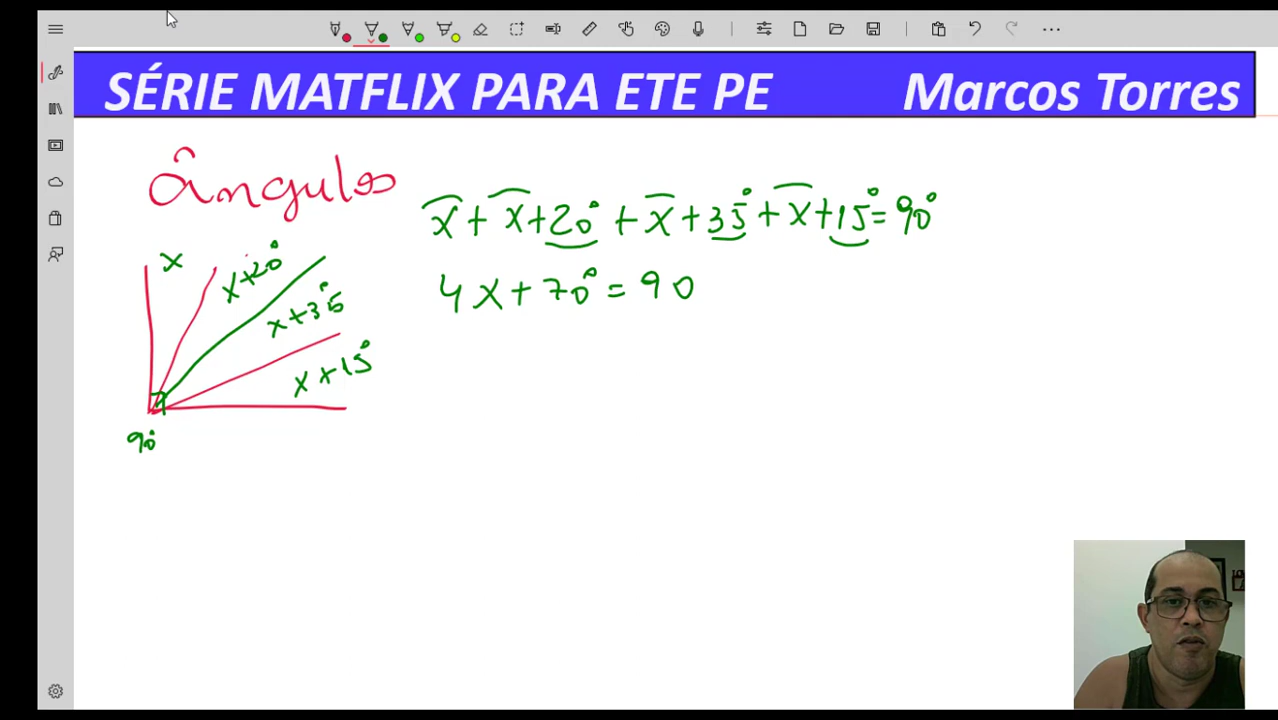 SÉRIE MATFLIX PARA ETE PE Marcos Torres
ângulos
x + x + 20° + x + 35° + x + 15° = 90°
4x + 70° = 90
x
x+20°
x+35°
x+15°
90°